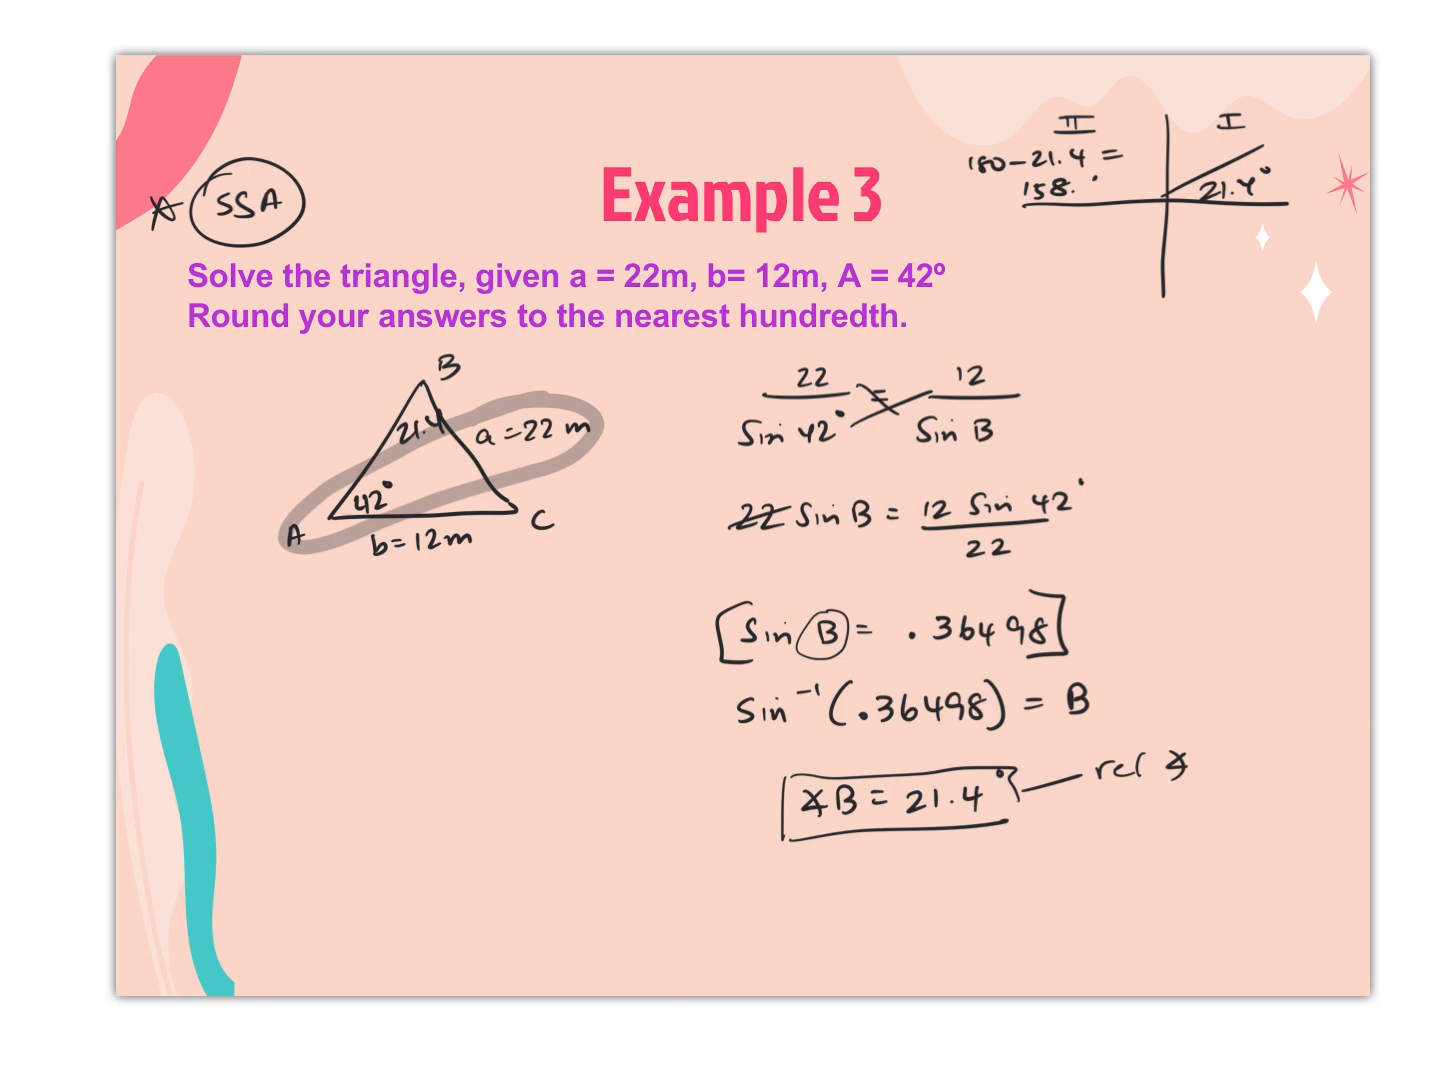 SSA
Example 3
II
180-21.4 =
158.°
I
21.4°
Solve the triangle, given a = 22m, b= 12m, A = 42º
Round your answers to the nearest hundredth.
B
21.4
a = 22 m
42°
A
C
b = 12m
22 = 12
Sin 42° Sin B
22 Sin B = 12 Sin 42°
22
[Sin B = .36498]
Sin⁻¹(.36498) = B
∡B = 21.4°
ref ∡